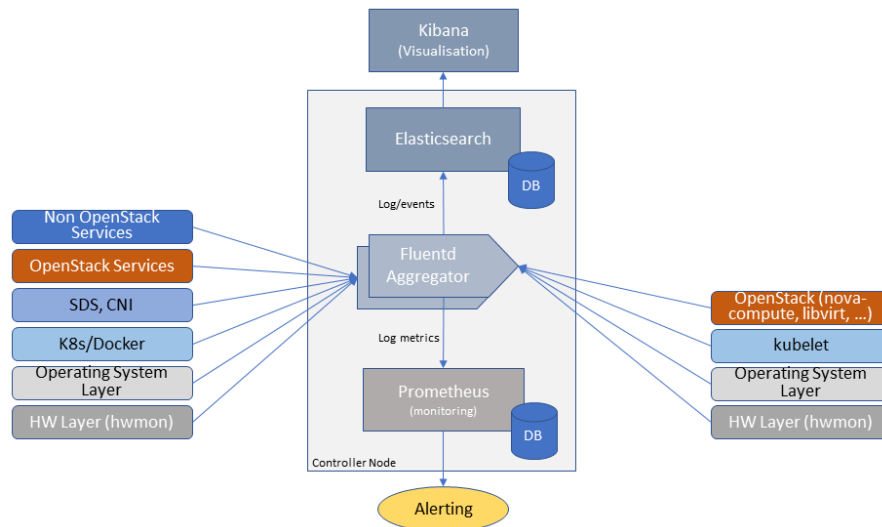 Kibana
(Visualisation)
Elasticsearch
DB
Log/events
Non OpenStack
Services
OpenStack Services
SDS, CNI
K8s/Docker
Operating System
Layer
HW Layer (hwmon)
Fluentd
Aggregator
OpenStack (nova-
compute, libvirt, ...)
kubelet
Operating System
Layer
HW Layer (hwmon)
Log metrics
Prometheus
(monitoring)
DB
Controller Node
Alerting